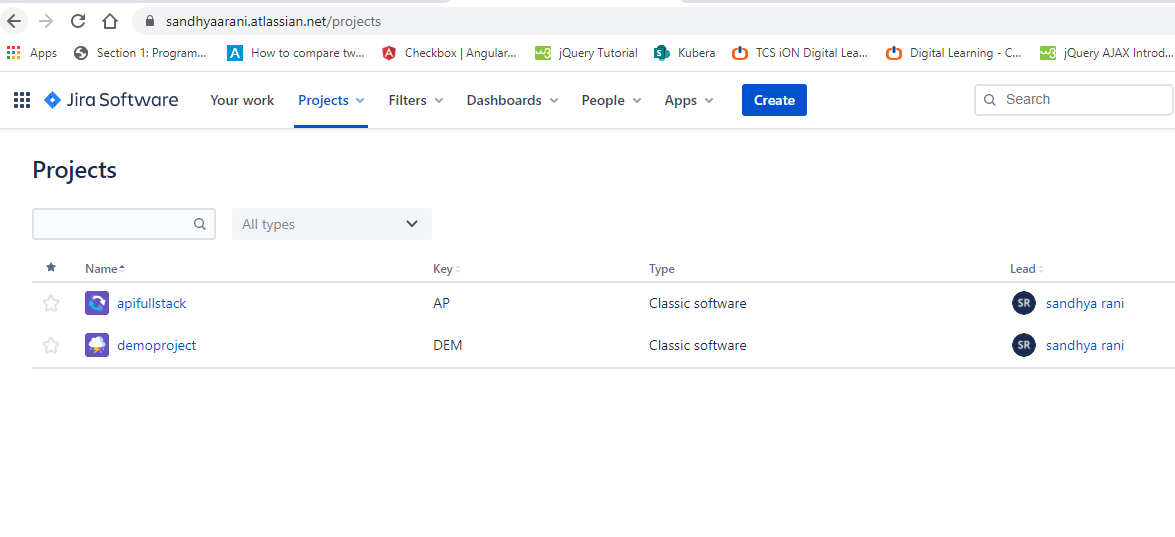 sandhyaarani.atlassian.net/projects
Apps Section 1: Program... A How to compare tw... Checkbox | Angular... w3 jQuery Tutorial S Kubera TCS iON Digital Lea... Digital Learning - C... w3 jQuery AJAX Introd...
Jira Software Your work Projects Filters Dashboards People Apps Create Search
Projects
All types
Name Key Type Lead
apifullstack AP Classic software SR sandhya rani
demoproject DEM Classic software SR sandhya rani